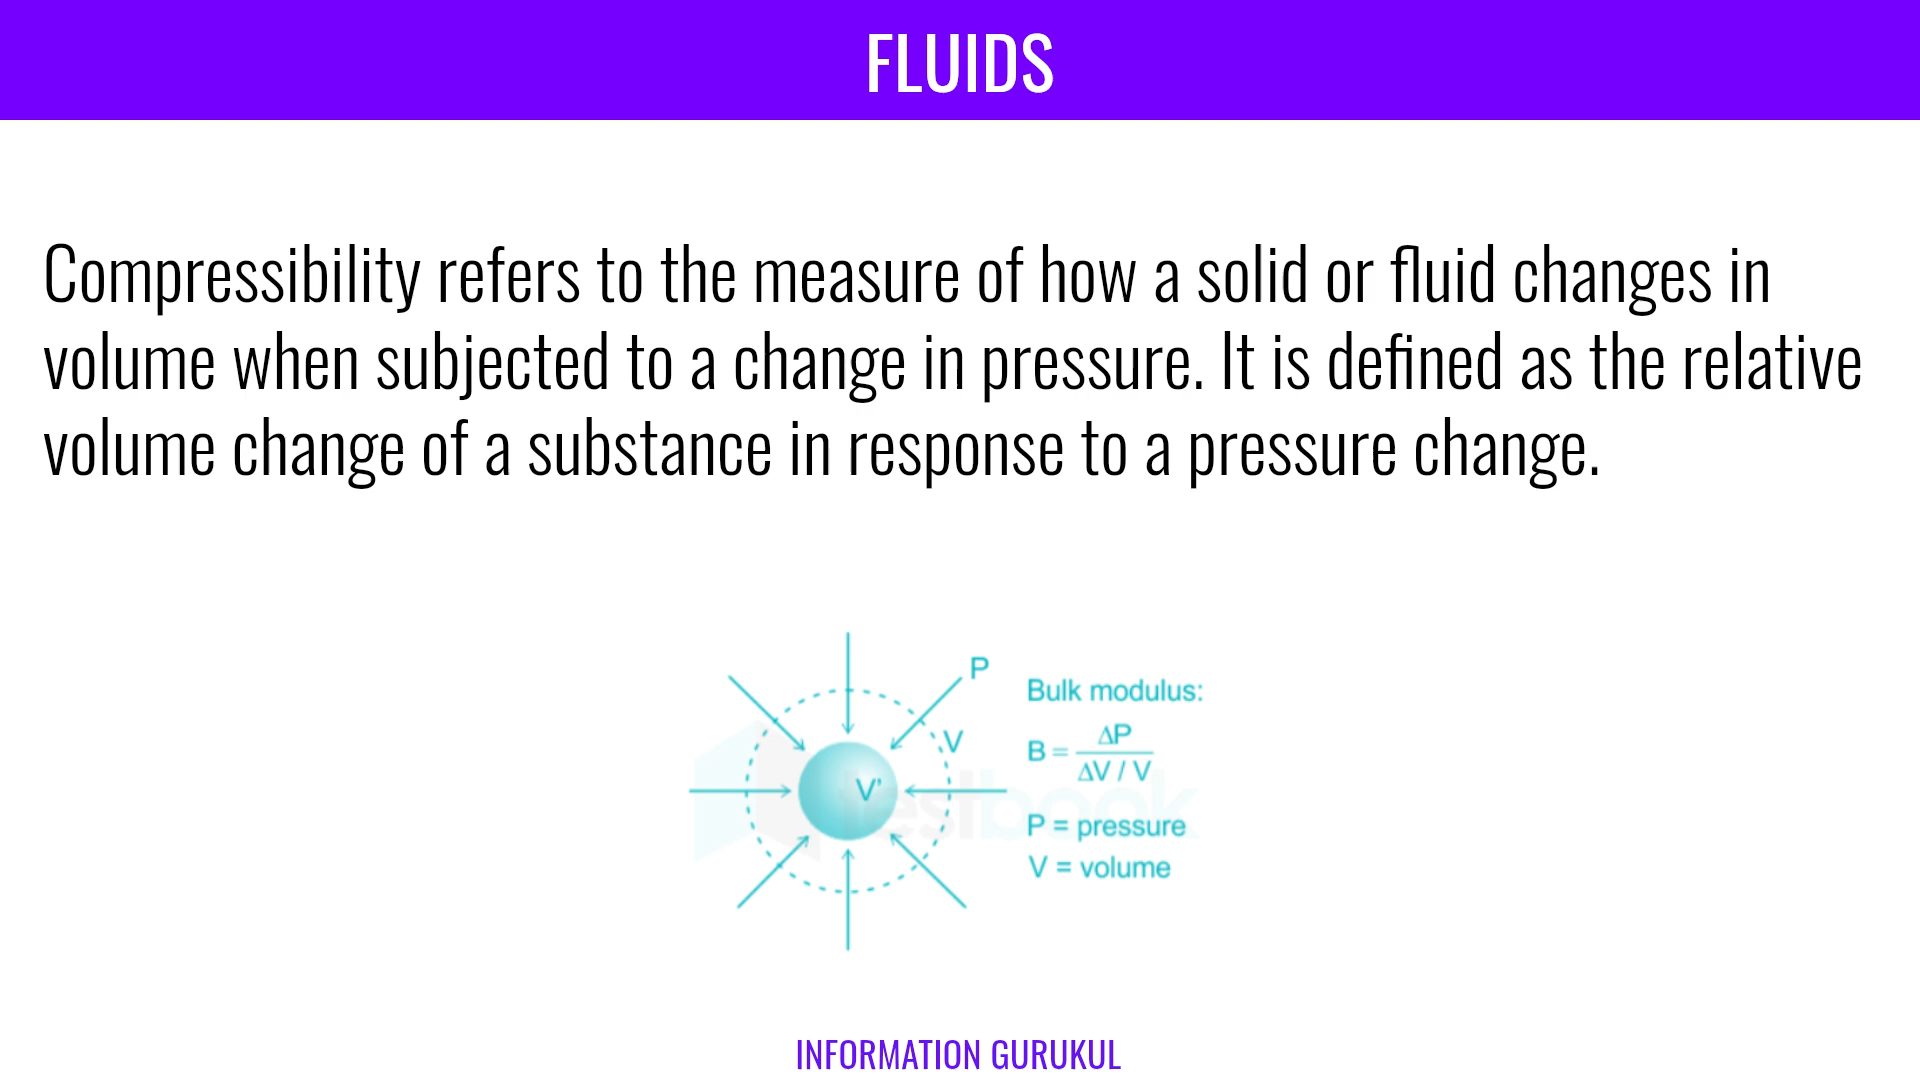 FLUIDS
Compressibility refers to the measure of how a solid or fluid changes in
volume when subjected to a change in pressure. It is defined as the relative
volume change of a substance in response to a pressure change.
P
V
V'
Bulk modulus:
B = ΔP
ΔV / V
testbook
P = pressure
V = volume
INFORMATION GURUKUL